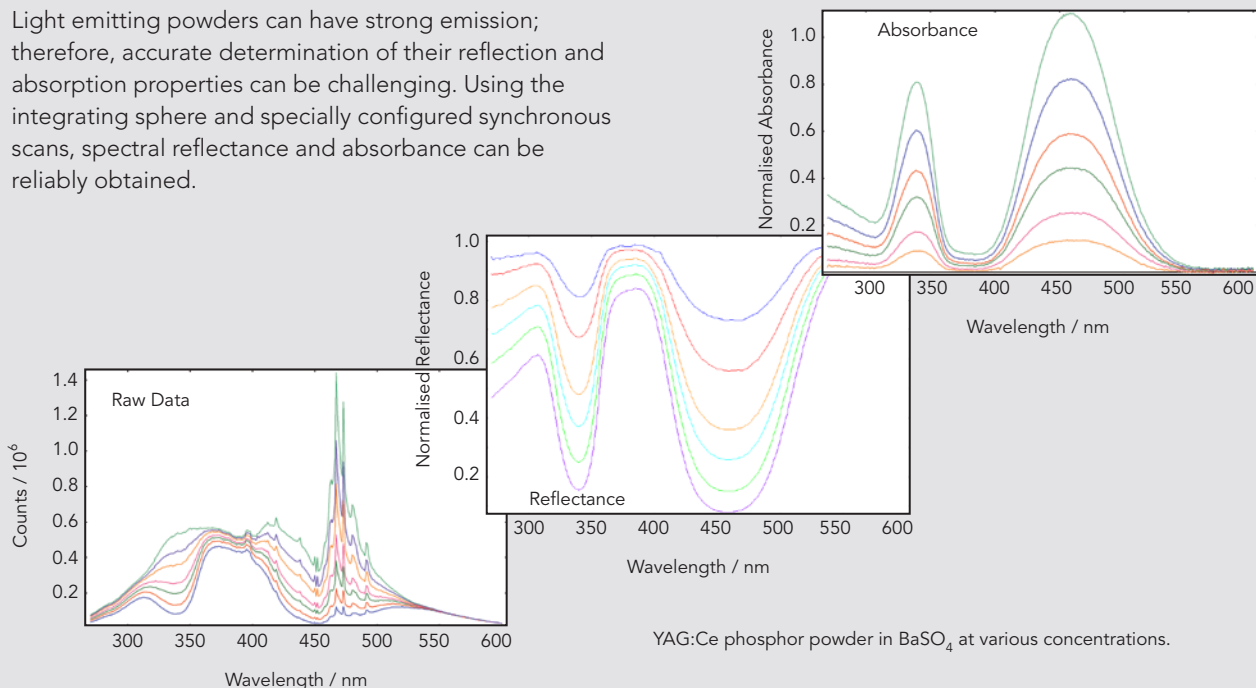 Light emitting powders can have strong emission;
therefore, accurate determination of their reflection and
absorption properties can be challenging. Using the
integrating sphere and specially configured synchronous
scans, spectral reflectance and absorbance can be
reliably obtained.
Absorbance
Normalised Absorbance
1.0
0.8
0.6
0.4
0.2
300 350 400 450 500 550 600
Wavelength / nm
Normalised Reflectance
1.0
0.8
0.6
0.4
0.2
Reflectance
300 350 400 450 500 550 600
Wavelength / nm
Raw Data
Counts / 10⁶
1.4
1.2
1.0
0.8
0.6
0.4
0.2
300 350 400 450 500 550 600
Wavelength / nm
YAG:Ce phosphor powder in BaSO₄ at various concentrations.